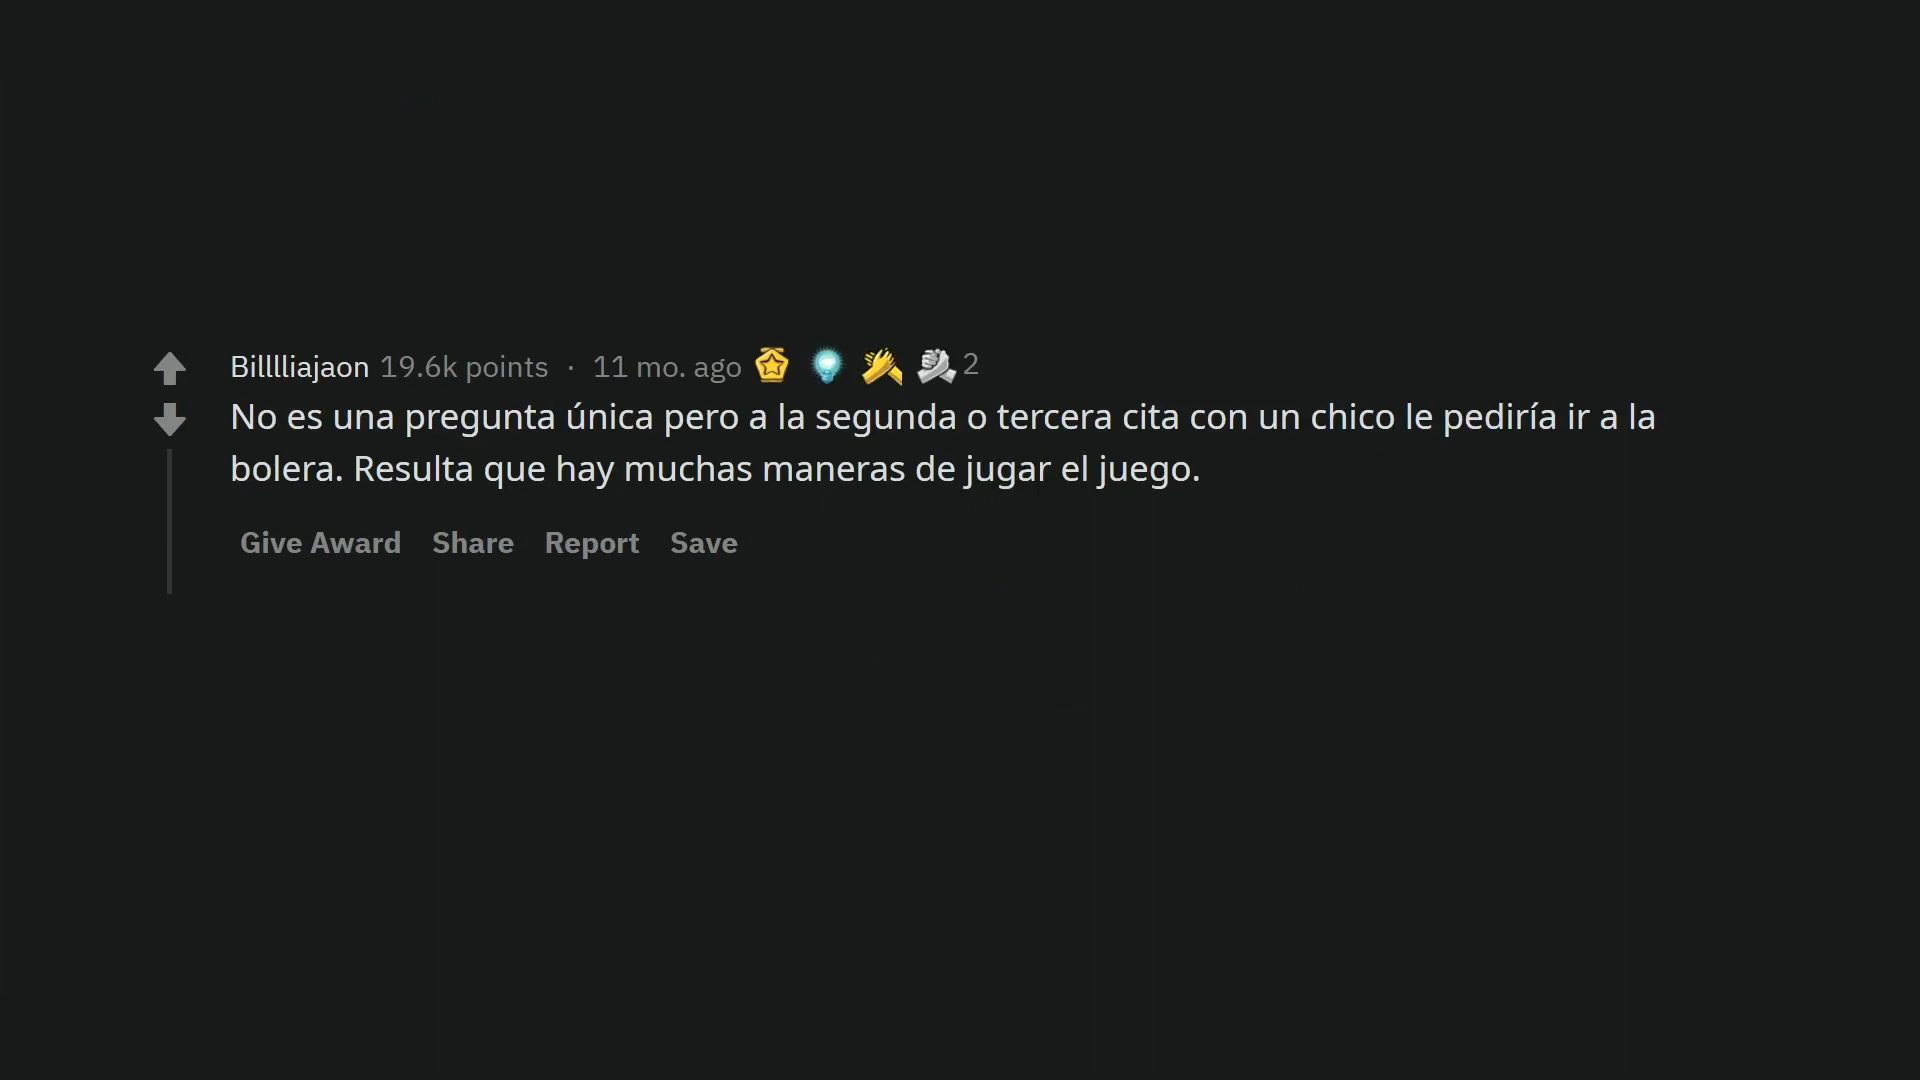 Billlliajaon 19.6k points · 11 mo. ago 2
No es una pregunta única pero a la segunda o tercera cita con un chico le pediría ir a la
bolera. Resulta que hay muchas maneras de jugar el juego.
Give Award Share Report Save